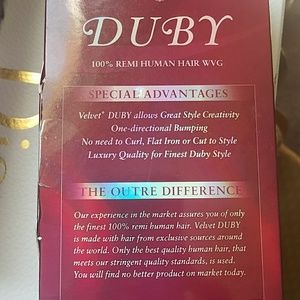 DUBY
100% REMI HUMAN HAIR WVG
SPECIAL ADVANTAGES
Velvet® DUBY allows Great Style Creativity
One-directional Bumping
No need to Curl, Flat Iron or Cut to Style
Luxury Quality for Finest Duby Style
THE OUTRE DIFFERENCE
Our experience in the market assures you of only
the finest 100% remi human hair. Velvet DUBY
is made with hair from exclusive sources around
the world. Only the best quality human hair, that
meets our stringent quality standards, is used.
You will find no better product on market today.